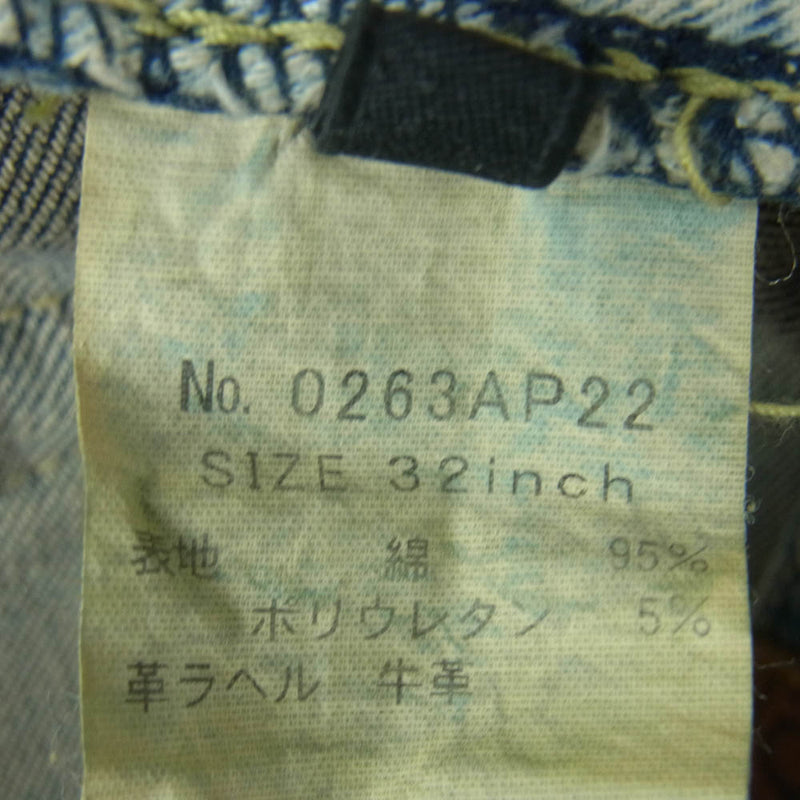 No. 0263AP22
SIZE 32inch
表地 綿 95%
ポリウレタン 5%
革ラヘル 牛革